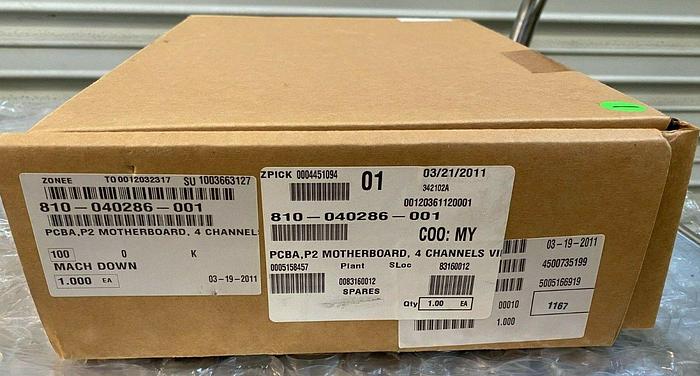 ZONEE TO 0012032317 SU 1003663127
810-040286-001
PCBA,P2 MOTHERBOARD, 4 CHANNELS
100 0 K
MACH DOWN
1.000 EA 03-19-2011
ZPICK 0004451094 01 03/21/2011
342102A
00120361120001
810-040286-001
COO: MY
PCBA,P2 MOTHERBOARD, 4 CHANNELS VI
0005158457 Plant SLoc 83160012
0083160012
SPARES
Qty 1.00 EA
03-19-2011
4500735199
5005166919
00010 1167
1.000